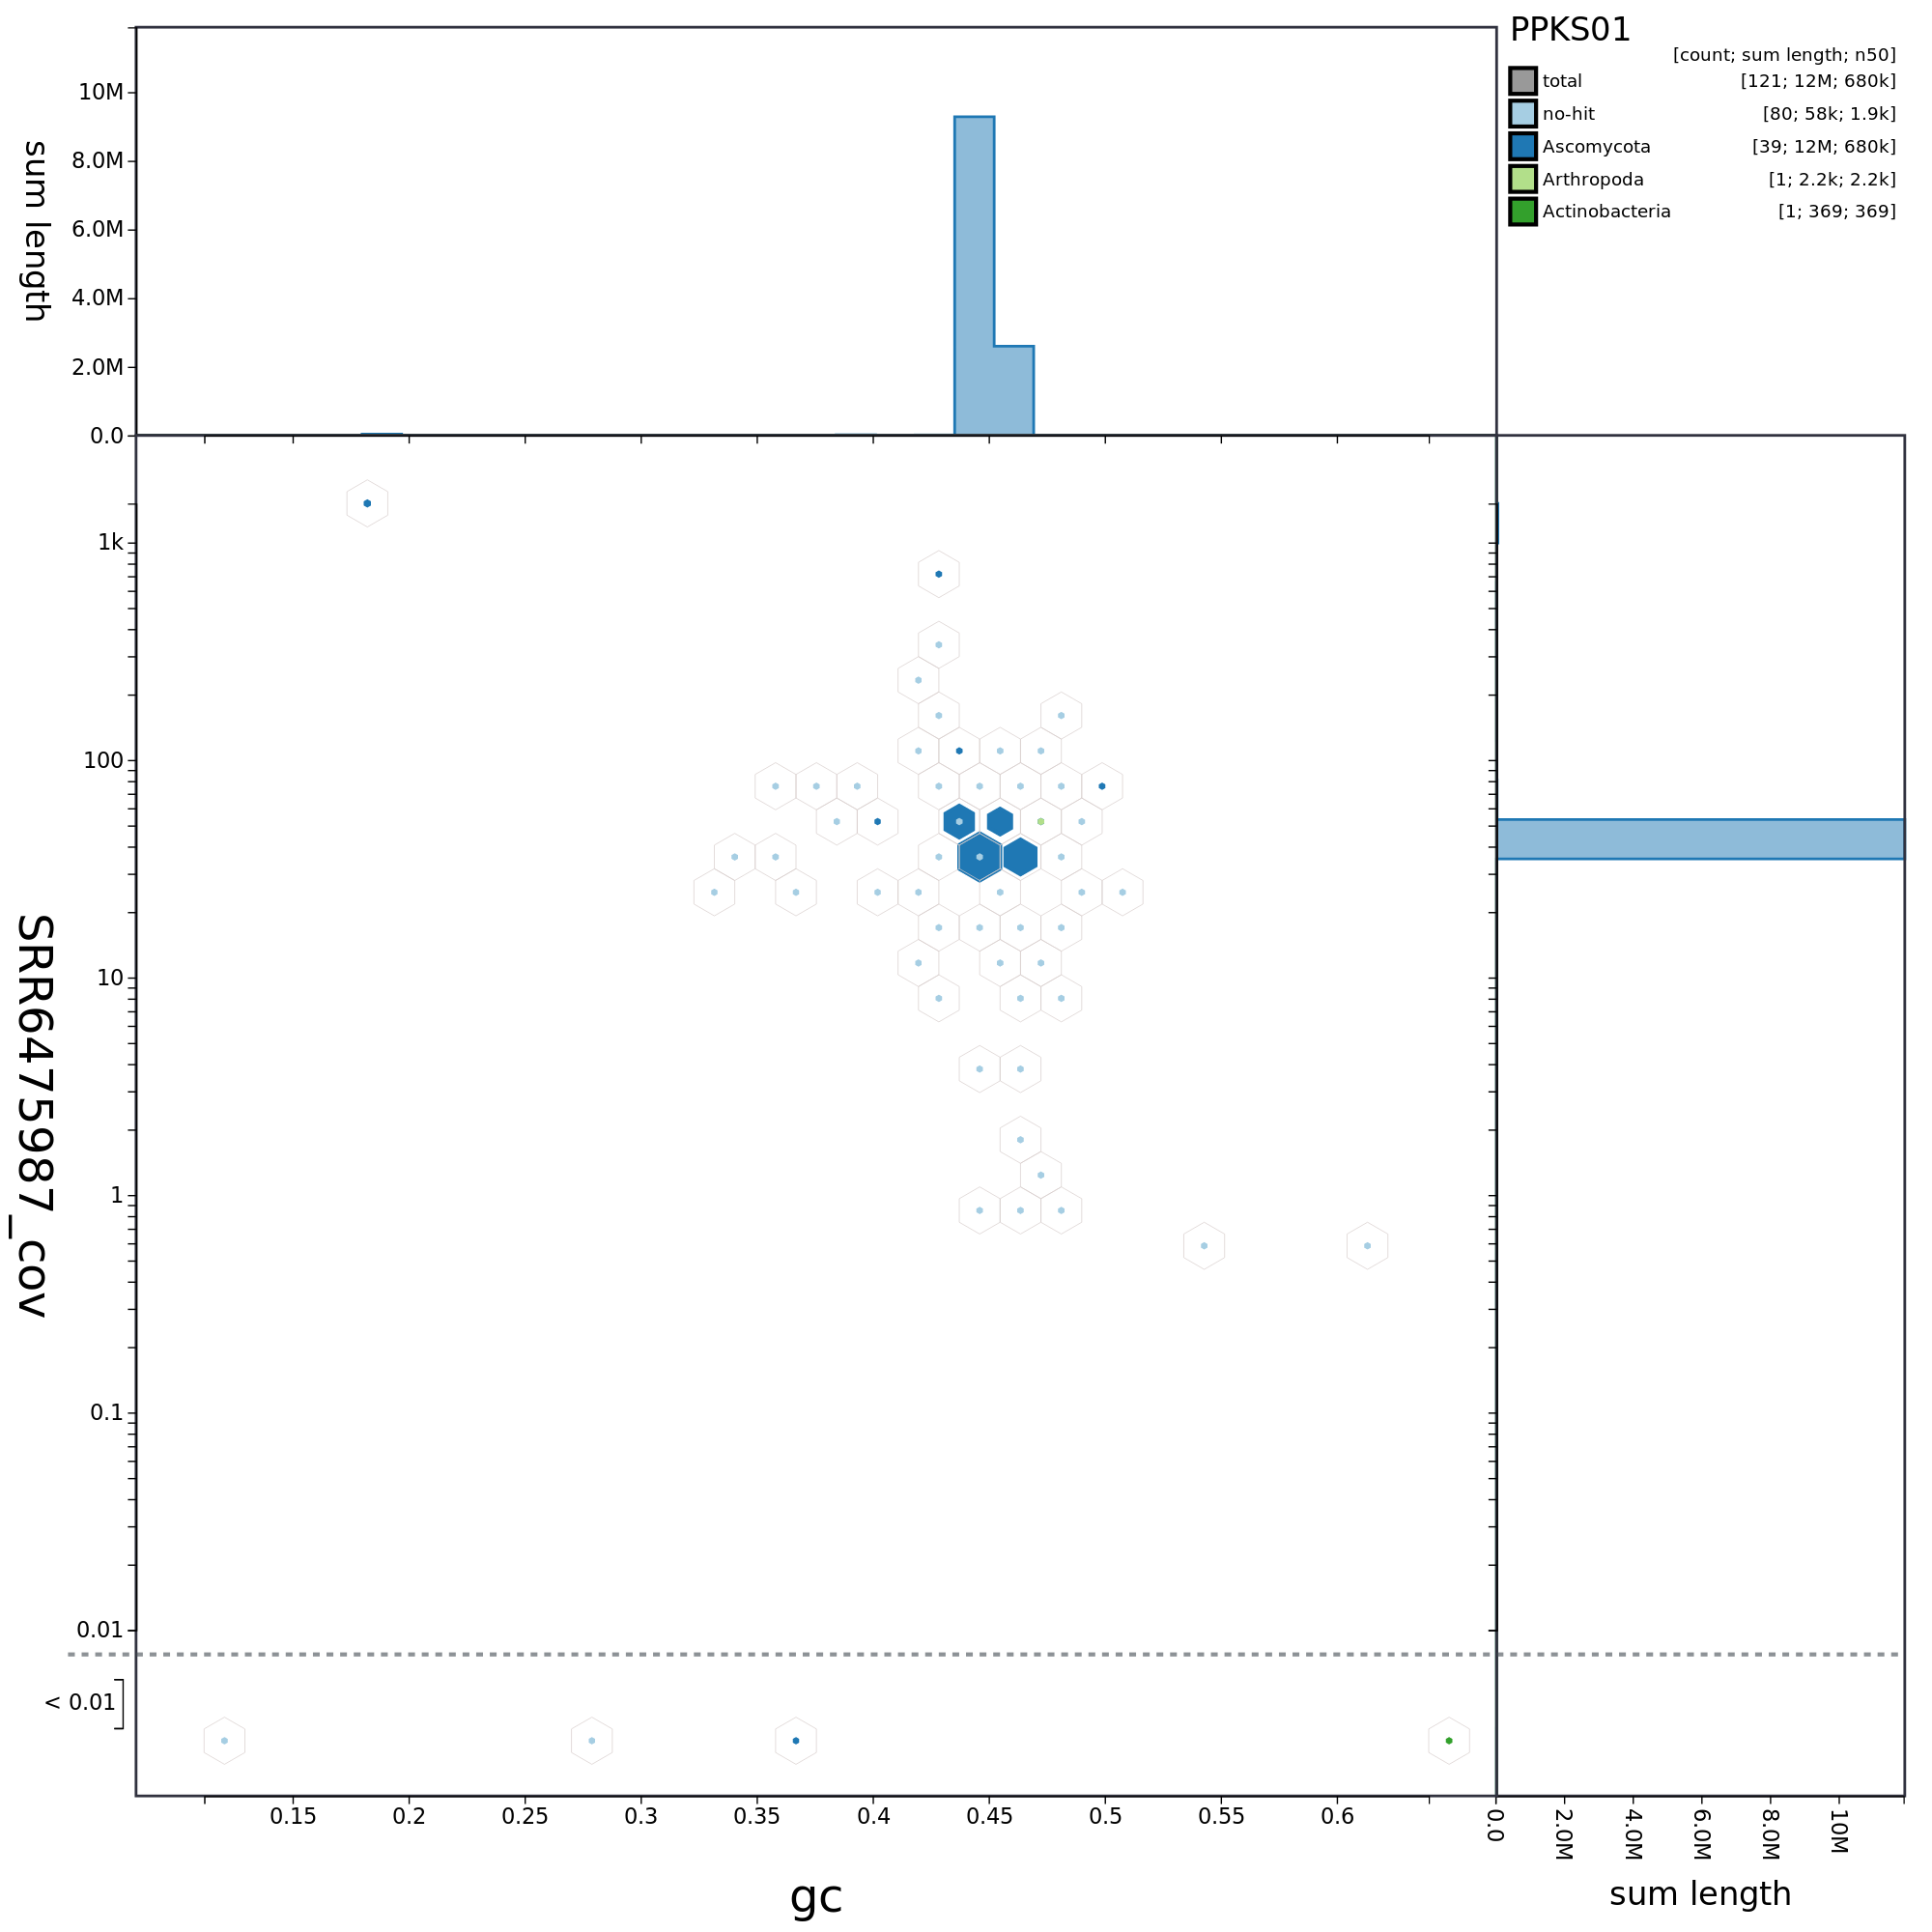 PPKS01
[count; sum length; n50]
total [121; 12M; 680k]
no-hit [80; 58k; 1.9k]
Ascomycota [39; 12M; 680k]
Arthropoda [1; 2.2k; 2.2k]
Actinobacteria [1; 369; 369]
sum length
10M
8.0M
6.0M
4.0M
2.0M
0.0
SRR6475987_cov
1k
100
10
1
0.1
0.01
< 0.01
0.15 0.2 0.25 0.3 0.35 0.4 0.45 0.5 0.55 0.6
gc
0.0 2.0M 4.0M 6.0M 8.0M 10M
sum length